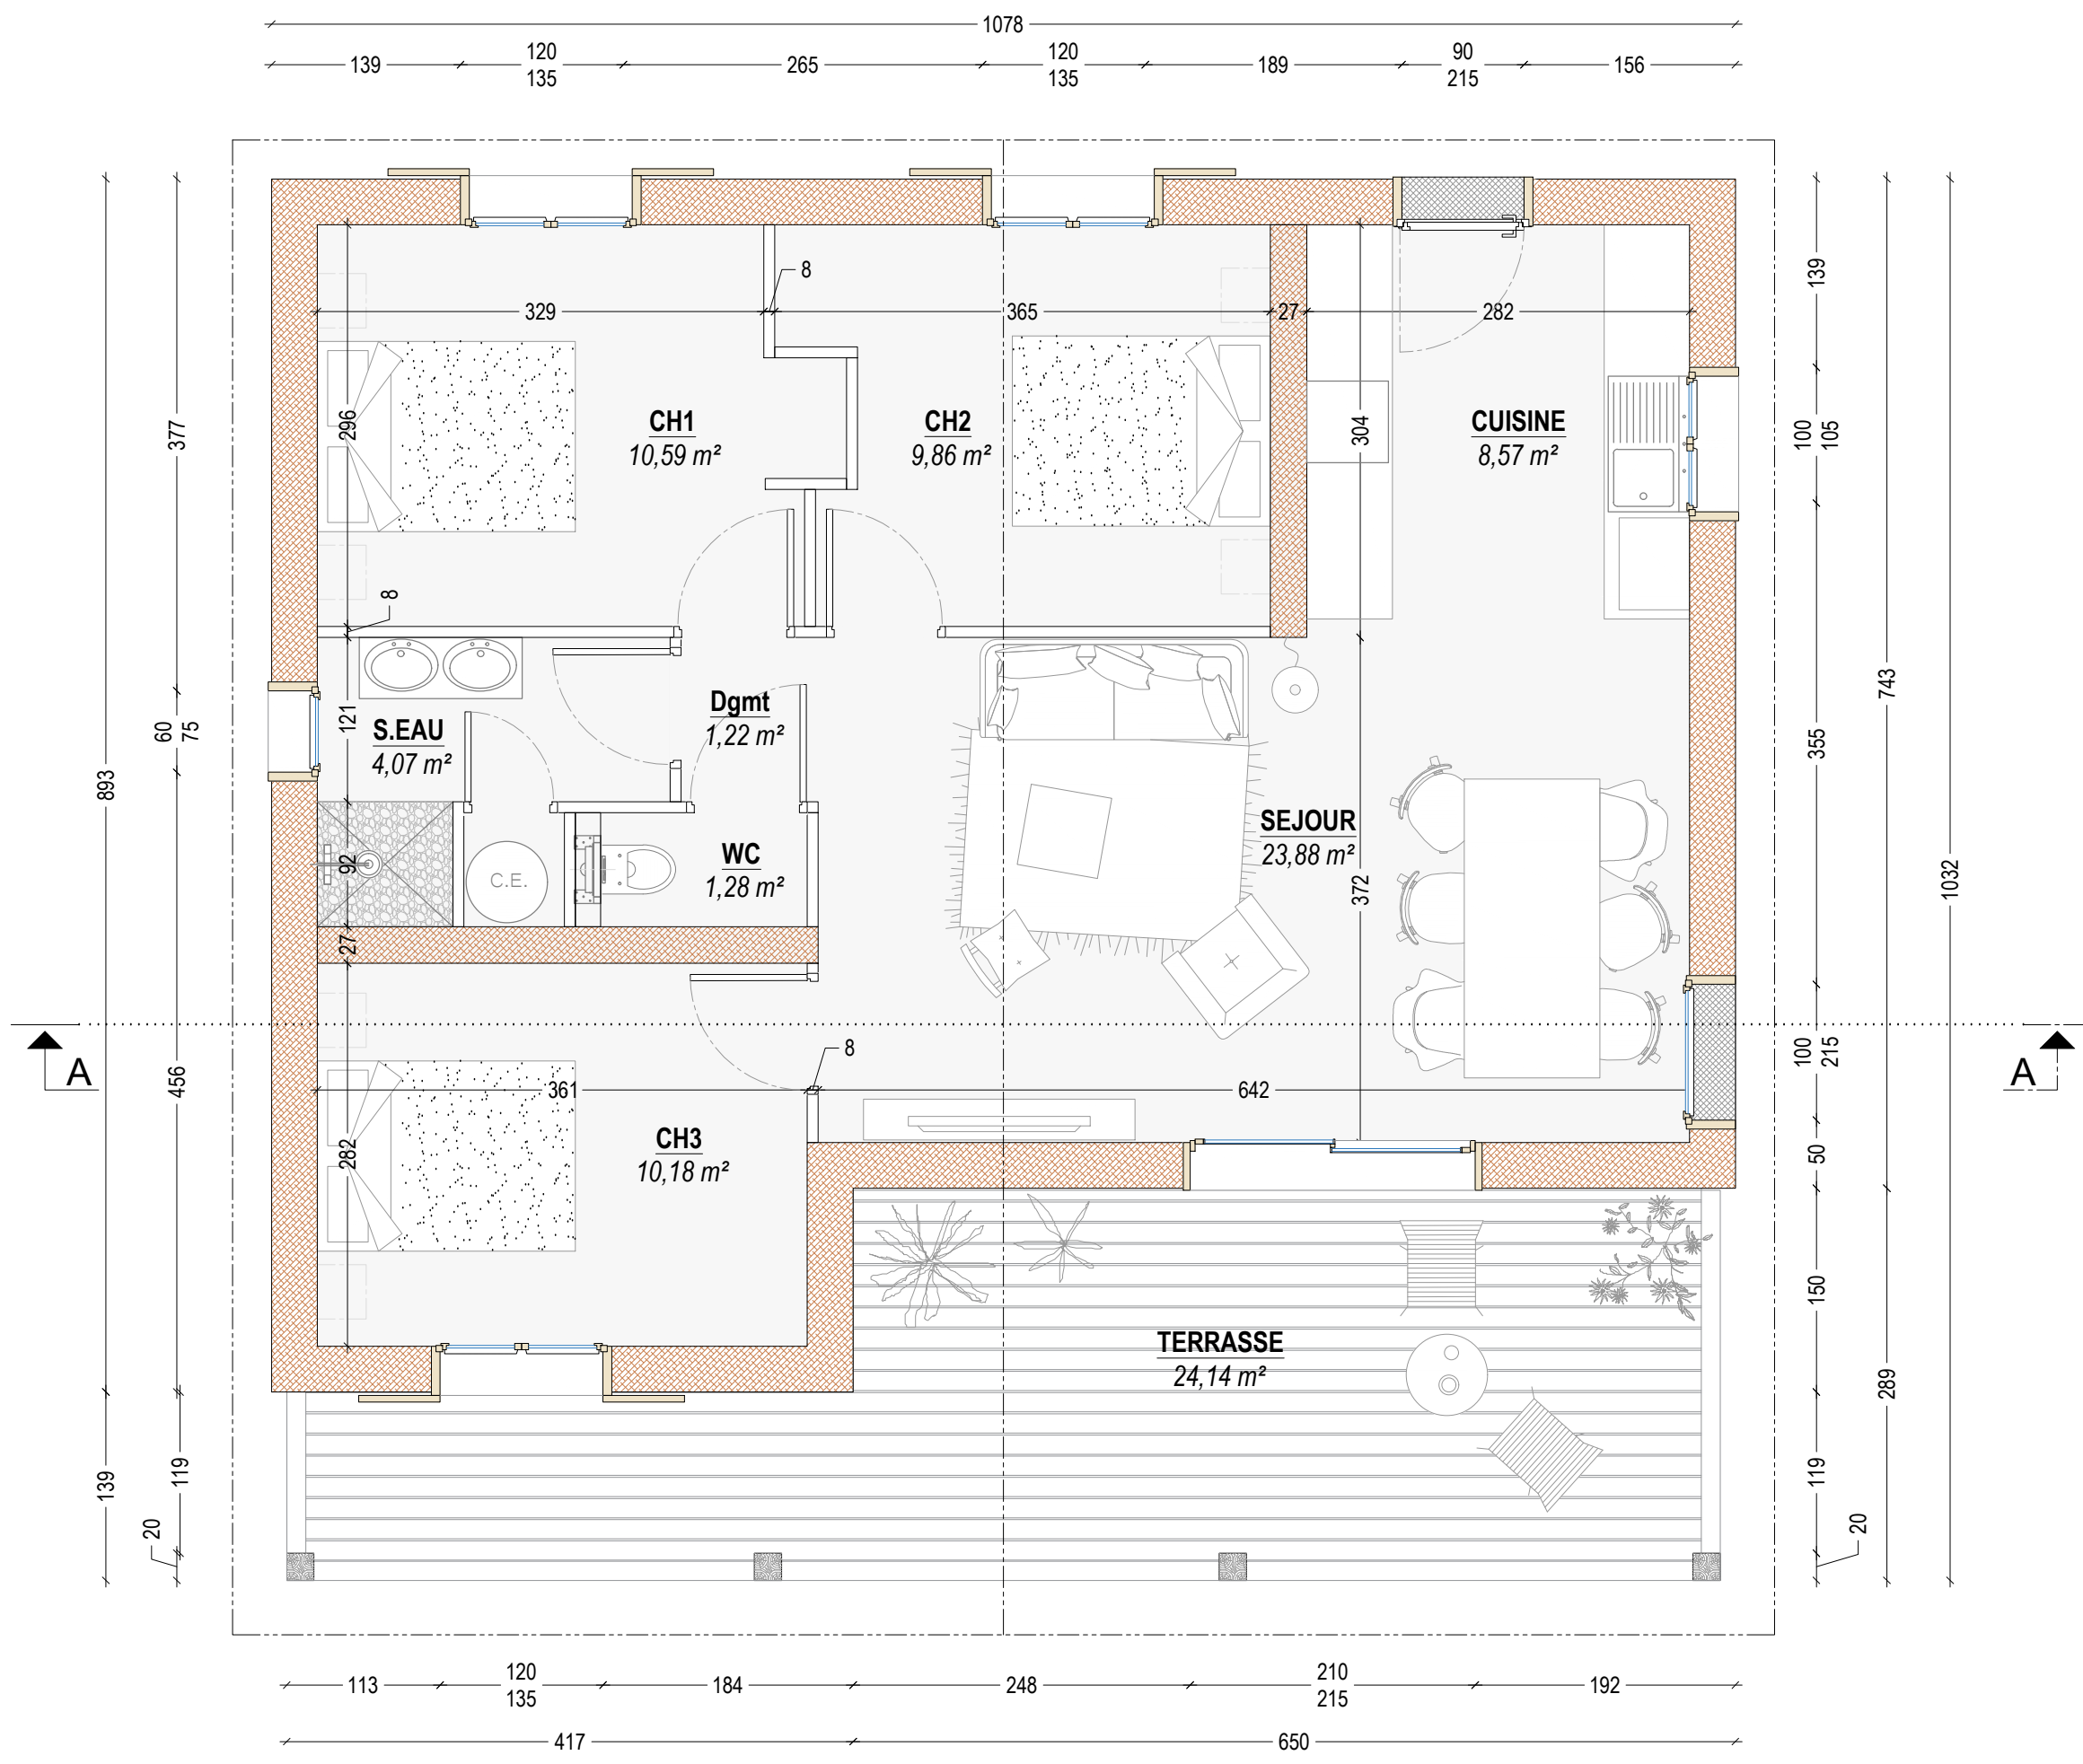 1078
139
120
135
265
120
135
189
90
215
156
8
329
365
27
282
139
377
296
CH1
10,59 m²
CH2
9,86 m²
304
CUISINE
8,57 m²
100
105
8
60
75
121
S.EAU
4,07 m²
Dgmt
1,22 m²
743
355
893
92
C.E.
WC
1,28 m²
SEJOUR
23,88 m²
372
1032
27
A
A
456
361
8
642
100
215
282
CH3
10,18 m²
50
150
TERRASSE
24,14 m²
289
139
119
119
20
20
113
120
135
184
248
210
215
192
417
650